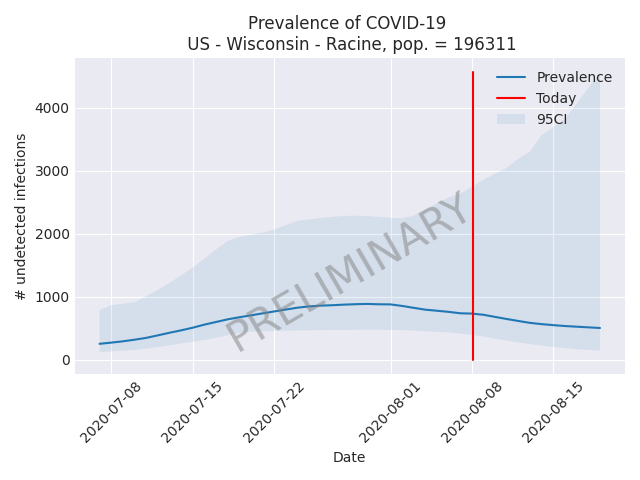 Prevalence of COVID-19
US - Wisconsin - Racine, pop. = 196311
Prevalence
Today
95CI
4000
3000
2000
1000
0
# undetected infections
PRELIMINARY
2020-07-08
2020-07-15
2020-07-22
2020-08-01
2020-08-08
2020-08-15
Date